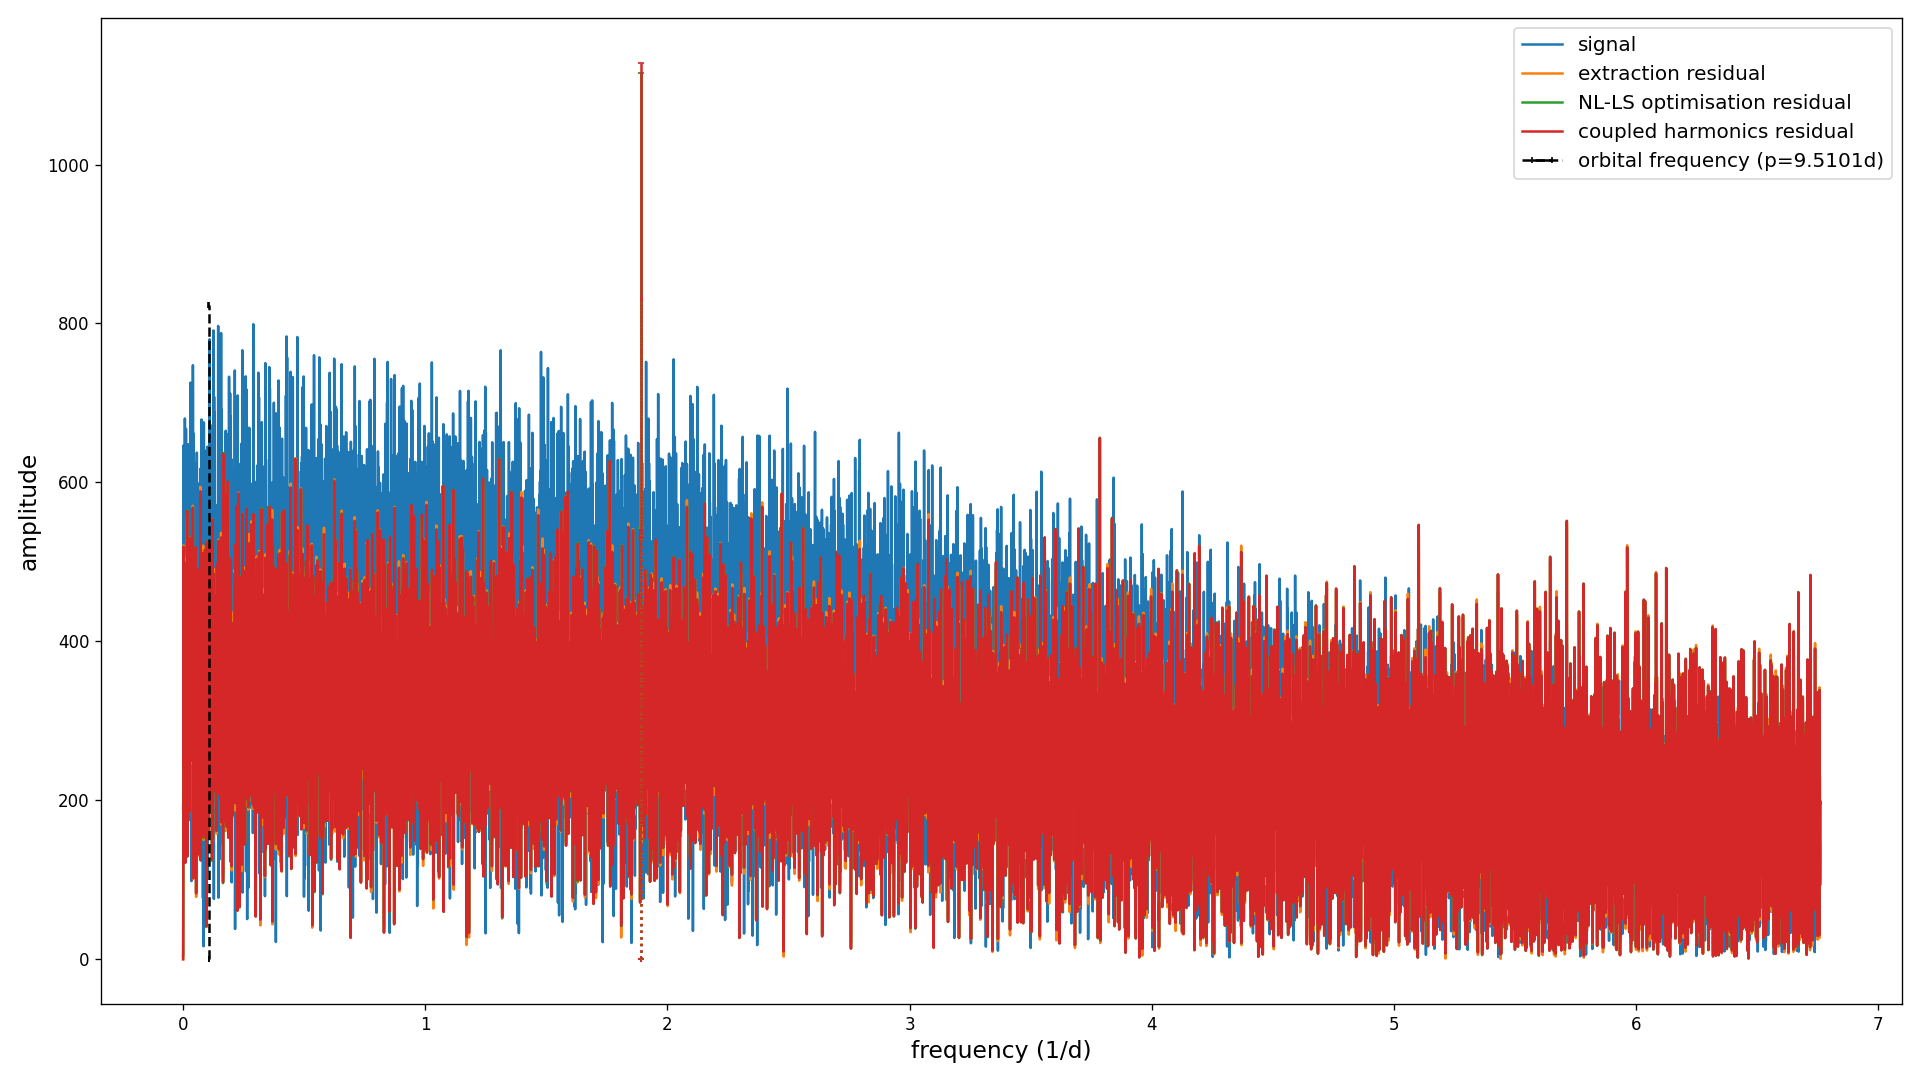 signal
extraction residual
NL-LS optimisation residual
coupled harmonics residual
orbital frequency (p=9.5101d)
amplitude
1000
800
600
400
200
0
0 1 2 3 4 5 6 7
frequency (1/d)